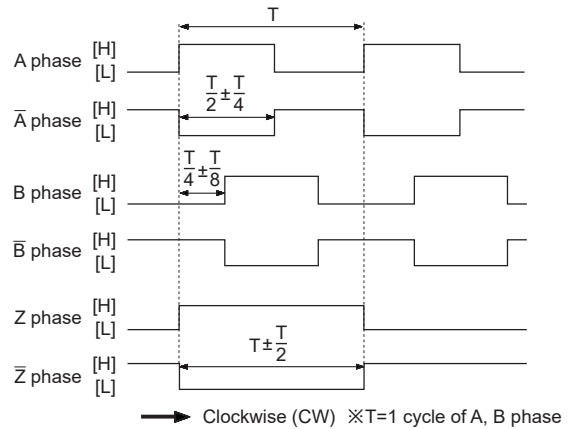 T
A phase [H]
[L]
T/2 ± T/4
A̅ phase [H]
[L]
T/4 ± T/8
B phase [H]
[L]
B̅ phase [H]
[L]
Z phase [H]
[L]
T ± T/2
Z̅ phase [H]
[L]
Clockwise (CW) ※T=1 cycle of A, B phase